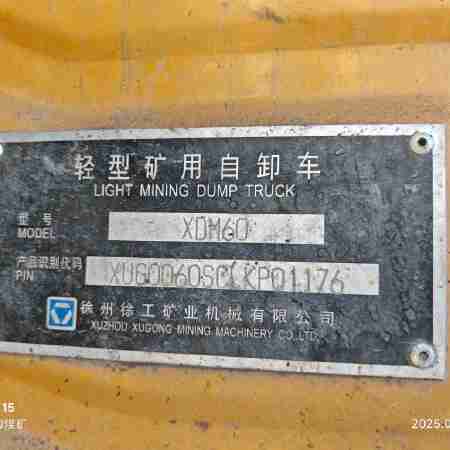 轻型矿用自卸车
LIGHT MINING DUMP TRUCK
型号
MODEL
XDM60
产品识别代码
PIN
徐州徐工矿业机械有限公司
XUZHOU XUGONG MINING MACHINERY CO.,LTD.
15
2025.0